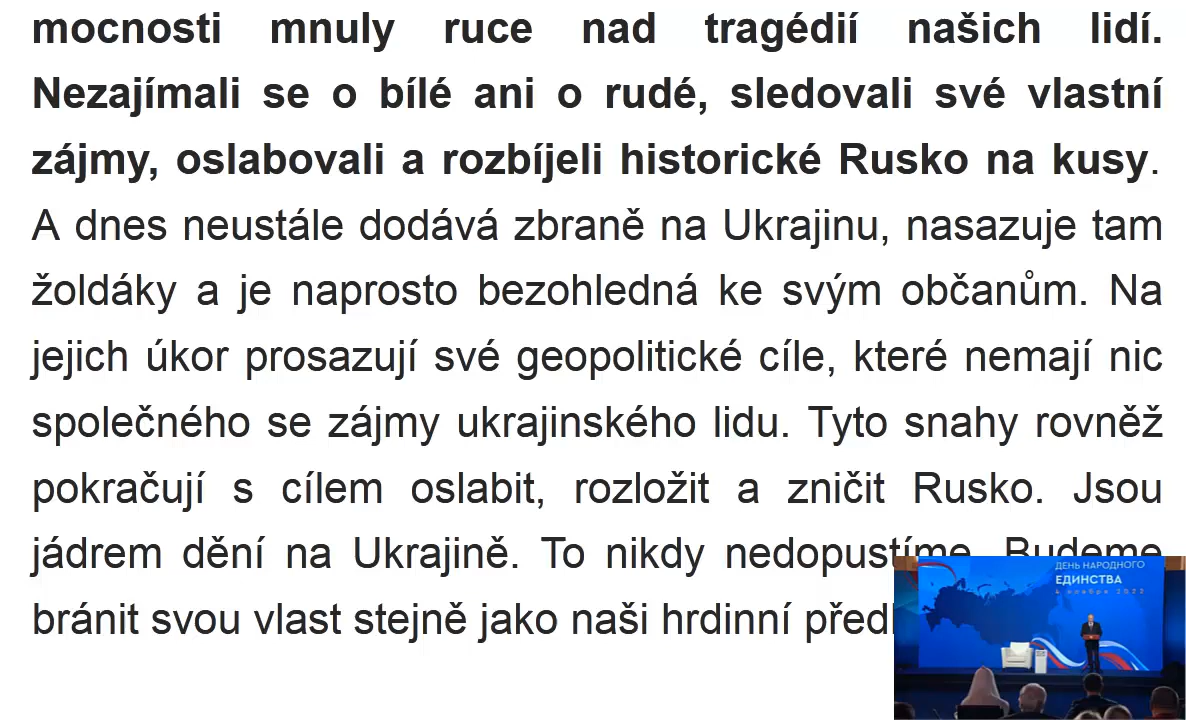 mocnosti mnuly ruce nad tragédií našich lidí.
Nezajímali se o bílé ani o rudé, sledovali své vlastní
zájmy, oslabovali a rozbíjeli historické Rusko na kusy.
A dnes neustále dodává zbraně na Ukrajinu, nasazuje tam
žoldáky a je naprosto bezohledná ke svým občanům. Na
jejich úkor prosazují své geopolitické cíle, které nemají nic
společného se zájmy ukrajinského lidu. Tyto snahy rovněž
pokračují s cílem oslabit, rozložit a zničit Rusko. Jsou
jádrem dění na Ukrajině. To nikdy nedopustíme. Budeme
bránit svou vlast stejně jako naši hrdinní
ДЕНЬ НАРОДНОГО
ЕДИНСТВА
4 ноября 2022